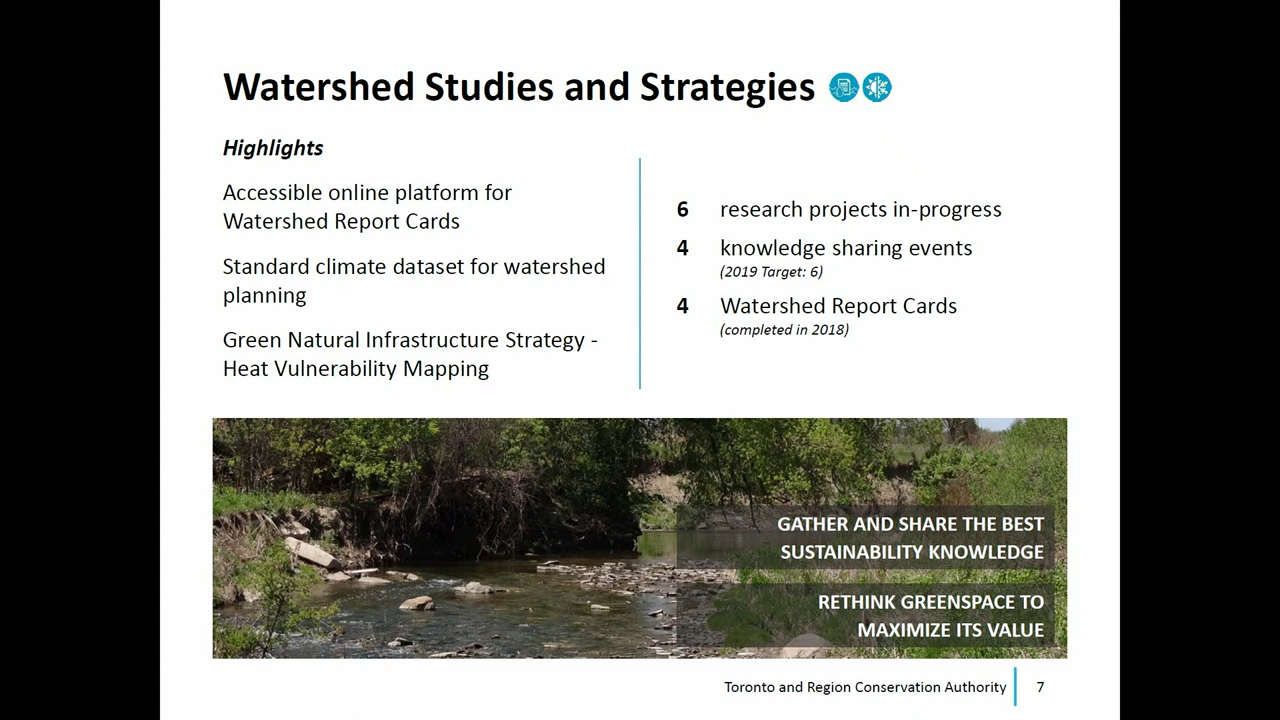 Watershed Studies and Strategies
Highlights
Accessible online platform for
Watershed Report Cards
Standard climate dataset for watershed
planning
Green Natural Infrastructure Strategy -
Heat Vulnerability Mapping
6 research projects in-progress
4 knowledge sharing events
(2019 Target: 6)
4 Watershed Report Cards
(completed in 2018)
GATHER AND SHARE THE BEST
SUSTAINABILITY KNOWLEDGE
RETHINK GREENSPACE TO
MAXIMIZE ITS VALUE
Toronto and Region Conservation Authority 7